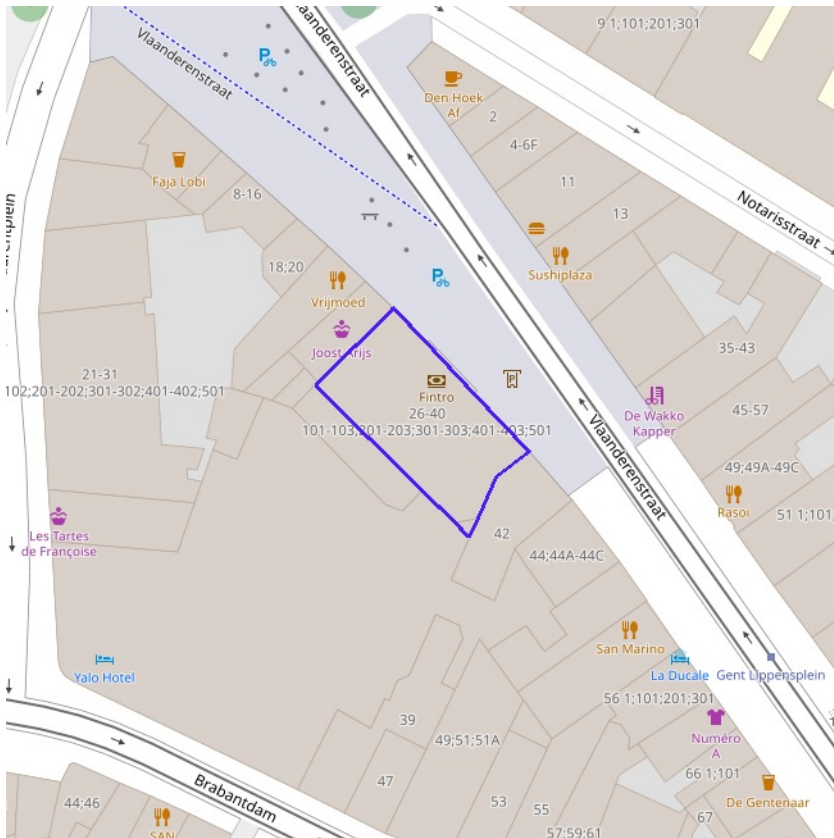 9 1;101;201;301
Vlaanderenstraat
Vlaanderenstraat
Den Hoek
Af
2
4-6F
11
13
Notarisstraat
Faja Lobi
8-16
Sushiplaza
18;20
Vrijmoed
Joost Arijs
35-43
21-31
102;201-202;301-302;401-402;501
Fintro
26-40
101-103;201-203;301-303;401-403;501
P
De Wakko
Kapper
45-57
Vlaanderenstraat
49;49A-49C
Rasoi
51 1;101;
Les Tartes
de Françoise
42
44;44A-44C
San Marino
La Ducale
Gent Lippensplein
Yalo Hotel
56 1;101;201;301
Numéro
A
39
49;51;51A
47
66 1;101
De Gentenaar
Brabantdam
44;46
53
55
57;59;61
67
SAN